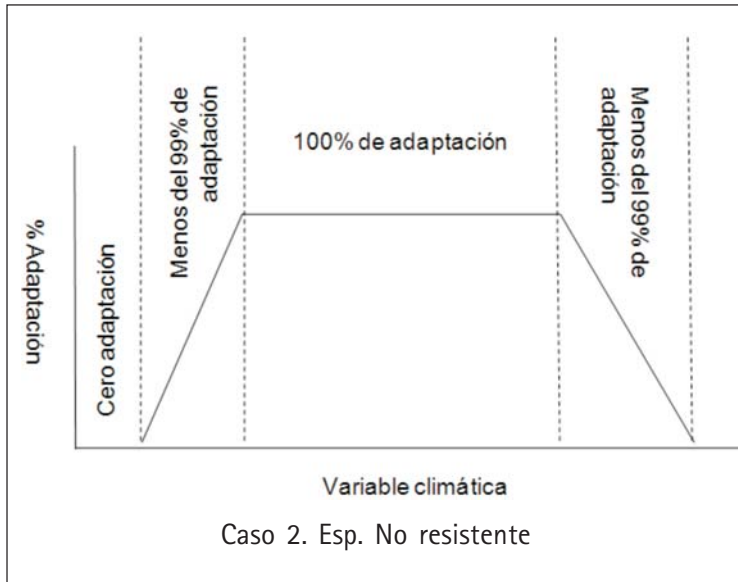 Menos del 99% de
adaptación
100% de adaptación
Menos del 99% de
adaptación
% Adaptación
Cero adaptación
Variable climática
Caso 2. Esp. No resistente